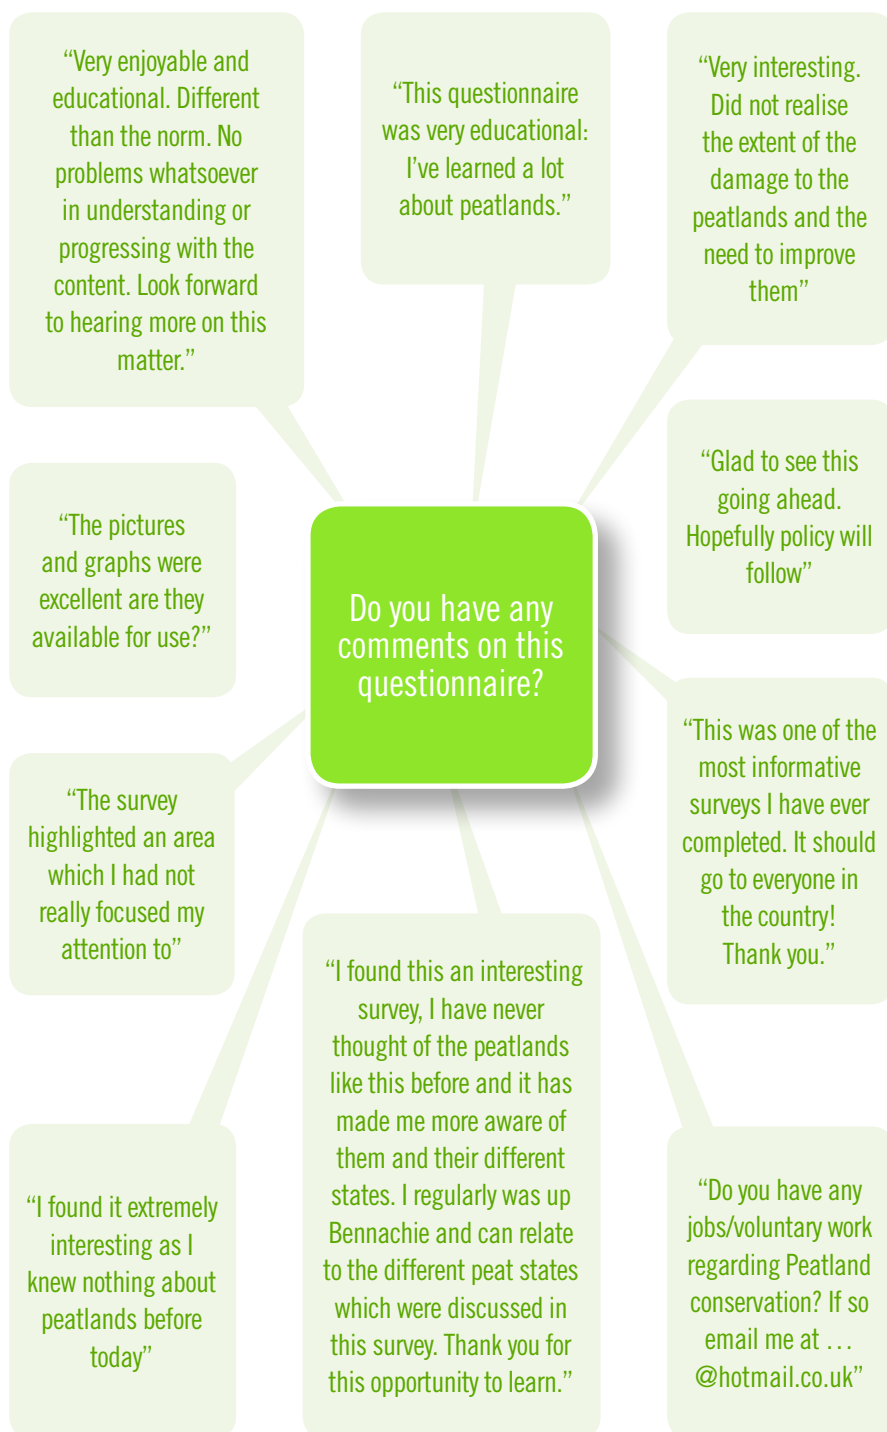 “Very enjoyable and
educational. Different
than the norm. No
problems whatsoever
in understanding or
progressing with the
content. Look forward
to hearing more on this
matter.”
“This questionnaire
was very educational:
I’ve learned a lot
about peatlands.”
“Very interesting.
Did not realise
the extent of the
damage to the
peatlands and the
need to improve
them”
“The pictures
and graphs were
excellent are they
available for use?”
Do you have any
comments on this
questionnaire?
“Glad to see this
going ahead.
Hopefully policy will
follow”
“The survey
highlighted an area
which I had not
really focused my
attention to”
“This was one of the
most informative
surveys I have ever
completed. It should
go to everyone in
the country!
Thank you.”
“I found it extremely
interesting as I
knew nothing about
peatlands before
today”
“I found this an interesting
survey, I have never
thought of the peatlands
like this before and it has
made me more aware of
them and their different
states. I regularly was up
Bennachie and can relate
to the different peat states
which were discussed in
this survey. Thank you for
this opportunity to learn.”
“Do you have any
jobs/voluntary work
regarding Peatland
conservation? If so
email me at …
@hotmail.co.uk”